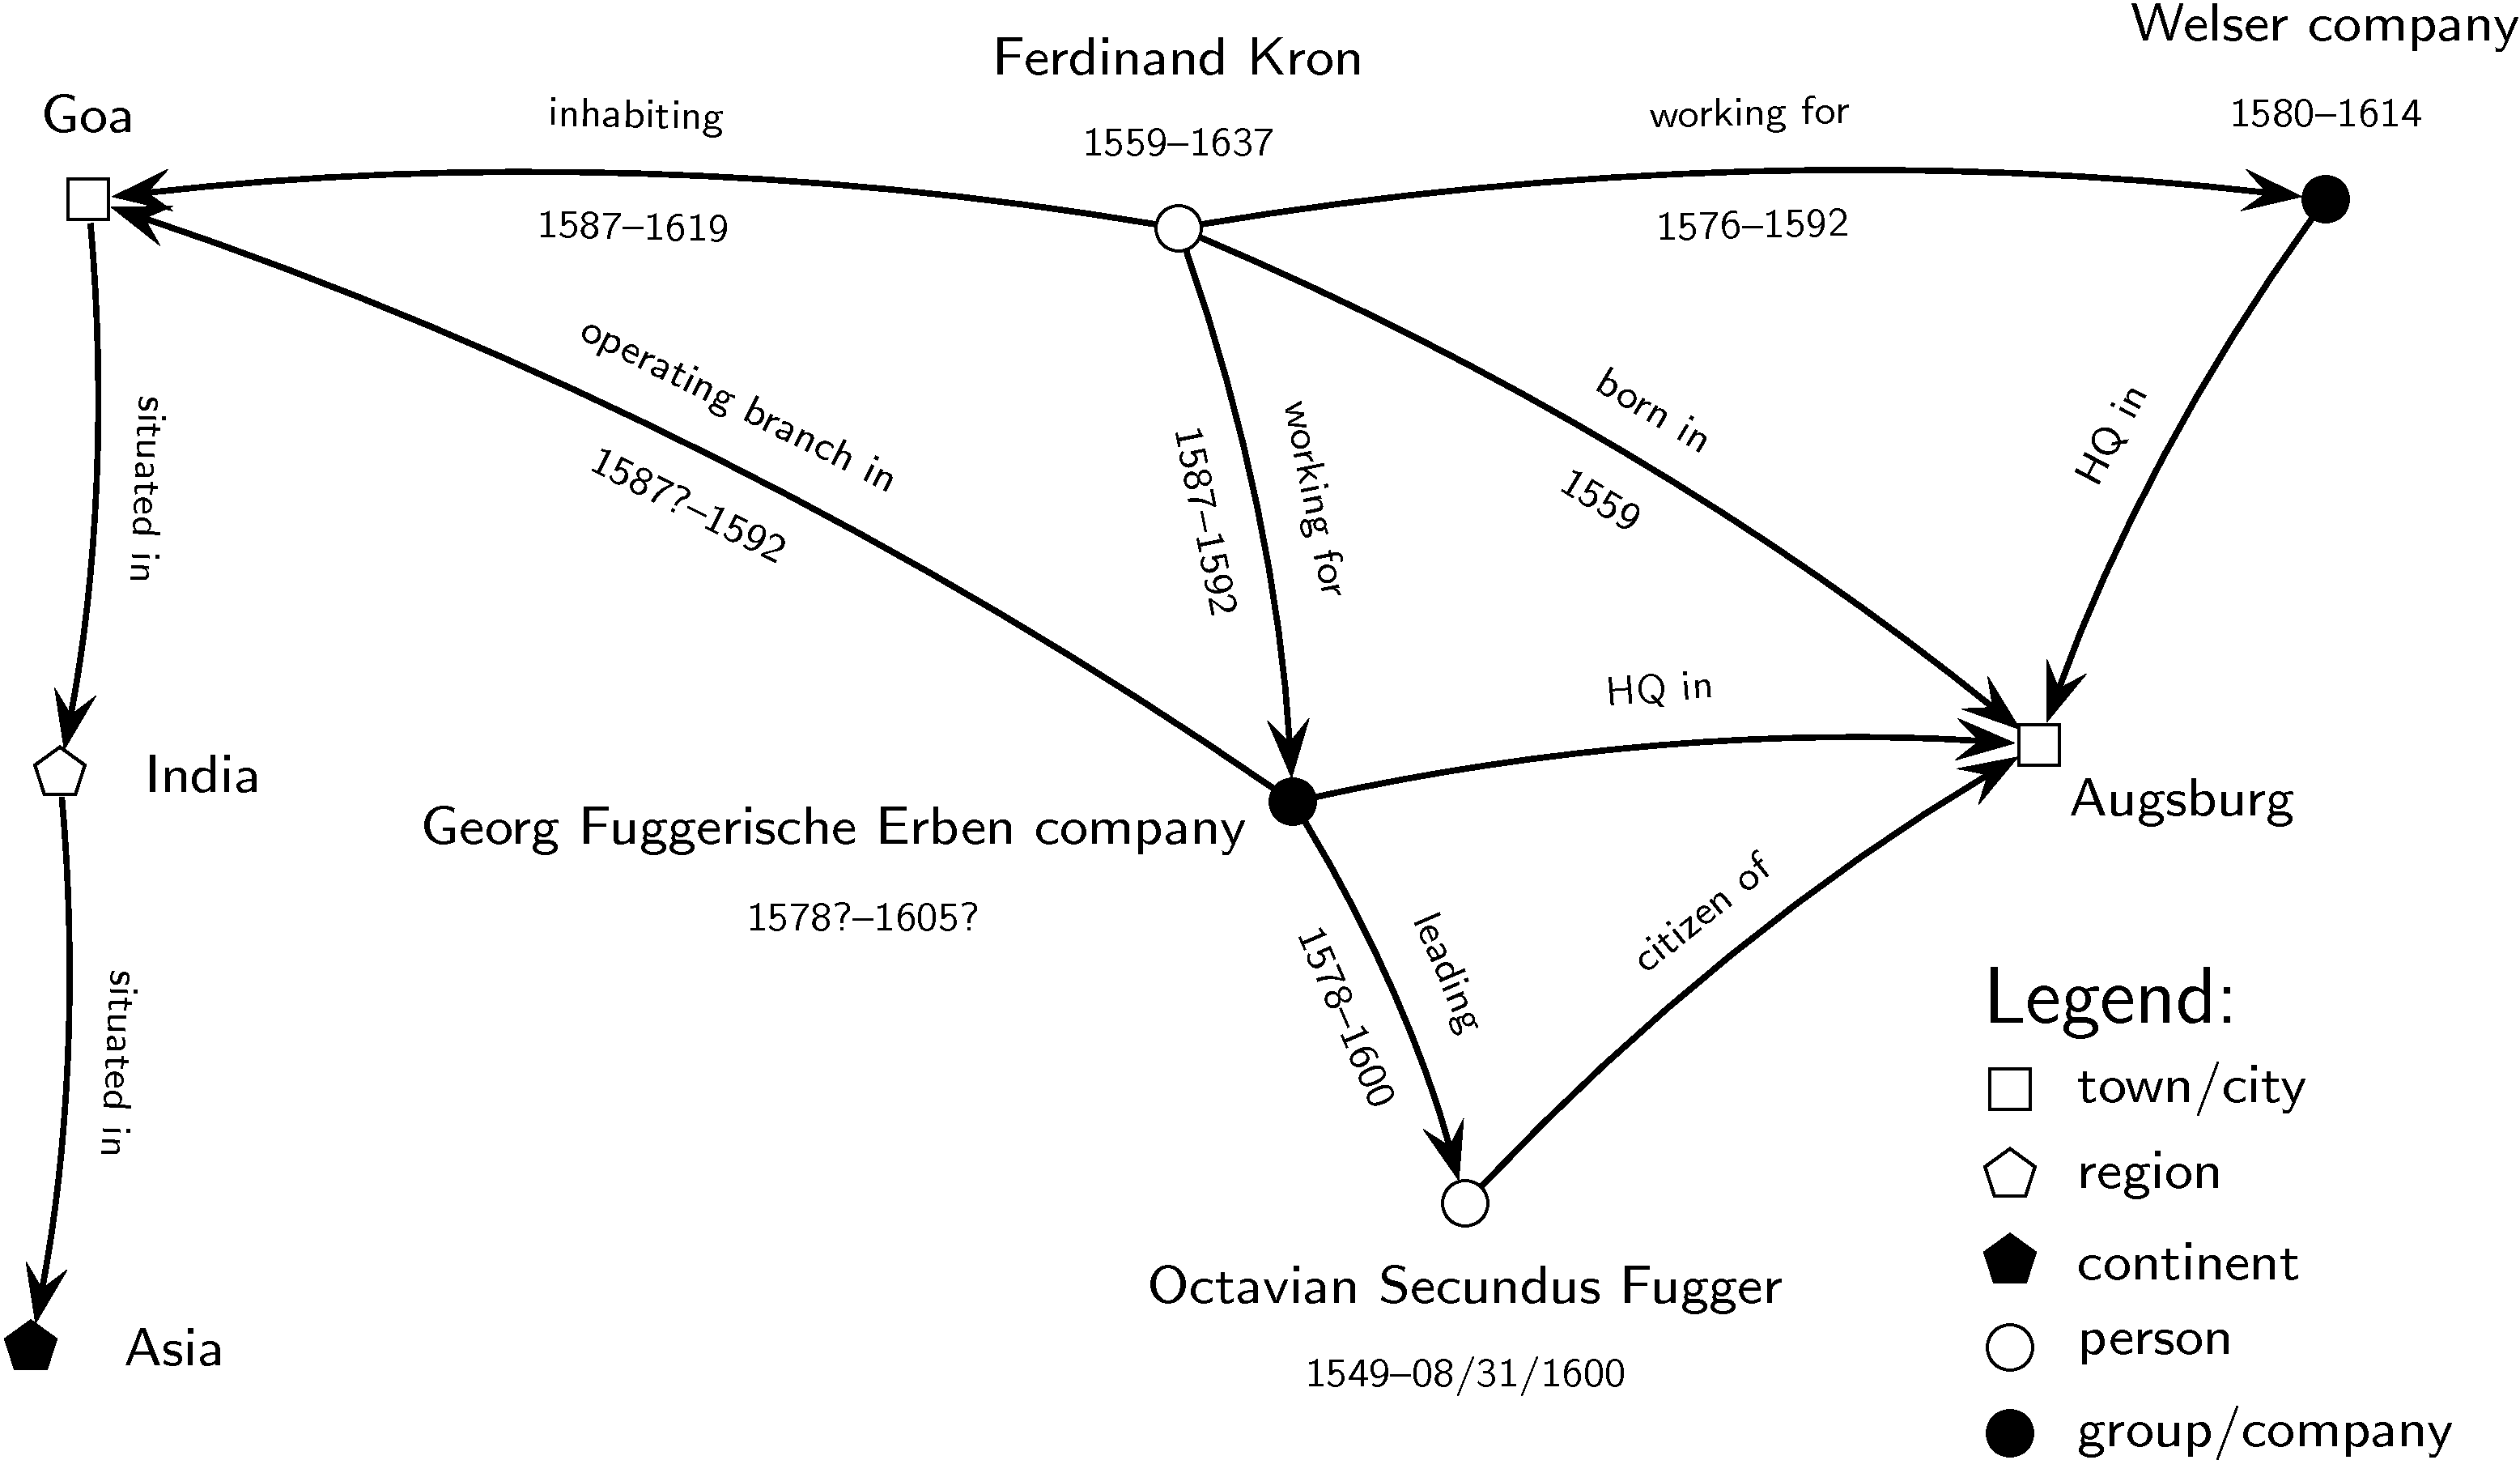 Welser company
1580–1614
Ferdinand Kron
1559–1637
Goa
inhabiting
1587–1619
working for
1576–1592
operating branch in
1587?–1592
working for
1587–1592
born in
1559
HQ in
situated in
HQ in
India
Georg Fuggerische Erben company
1578?–1605?
Augsburg
leading
1578–1600
citizen of
situated in
Asia
Octavian Secundus Fugger
1549–08/31/1600
Legend:
town/city
region
continent
person
group/company